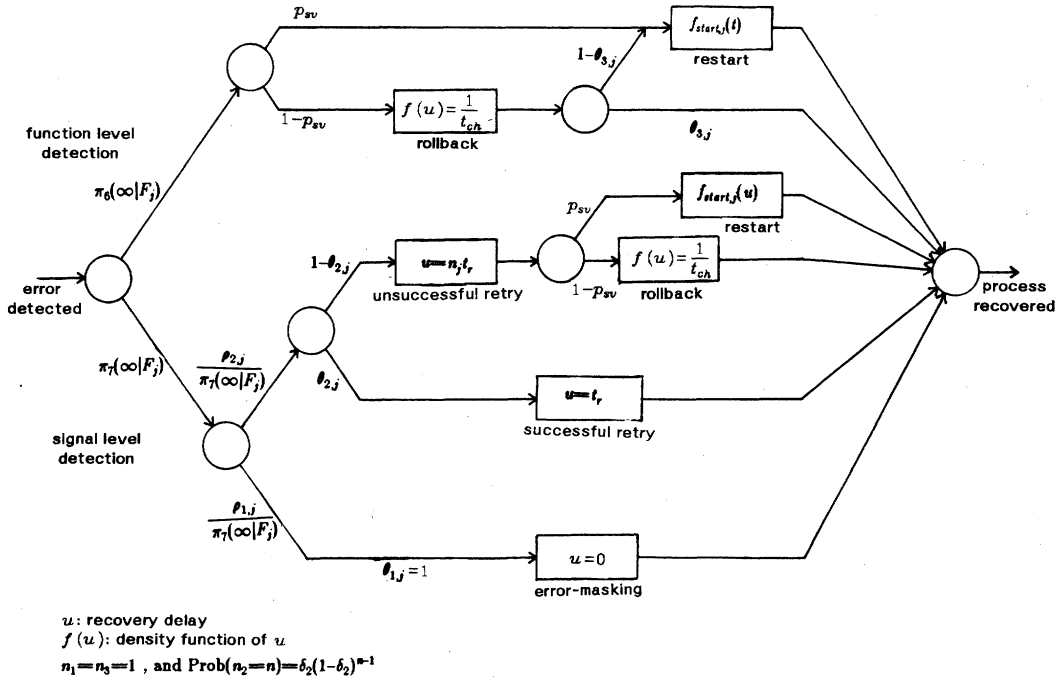 p_sv
f_start,j(t)
restart
1-θ_3,j
1-p_sv
f(u)=1/t_ch
rollback
θ_3,j
function level
detection
π_6(∞|F_j)
p_sv
f_start,j(u)
restart
1-θ_2,j
u=n_j t_r
unsuccessful retry
1-p_sv
f(u)=1/t_ch
rollback
error
detected
process
recovered
π_7(∞|F_j)
ρ_2,j/π_7(∞|F_j)
θ_2,j
u=t_r
successful retry
signal level
detection
ρ_1,j/π_7(∞|F_j)
θ_1,j=1
u=0
error-masking
u: recovery delay
f(u): density function of u
n_1=n_3=1 , and Prob(n_2=n)=δ_2(1-δ_2)^n-1